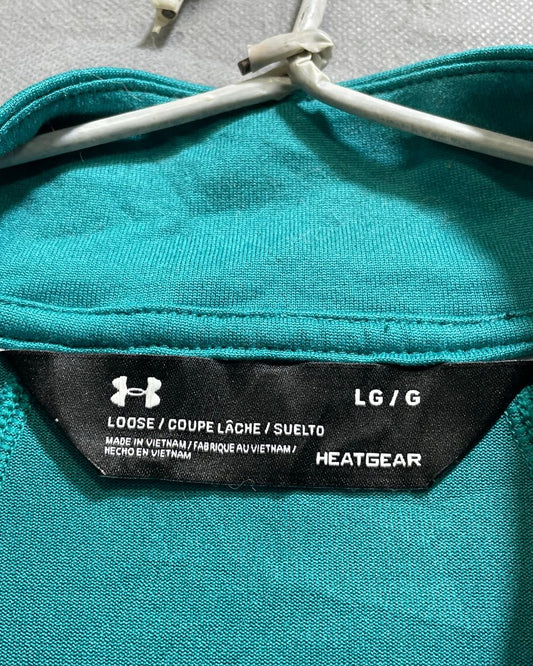 LG / G
LOOSE / COUPE LÂCHE / SUELTO
MADE IN VIETNAM / FABRIQUE AU VIETNAM /
HECHO EN VIETNAM
HEATGEAR